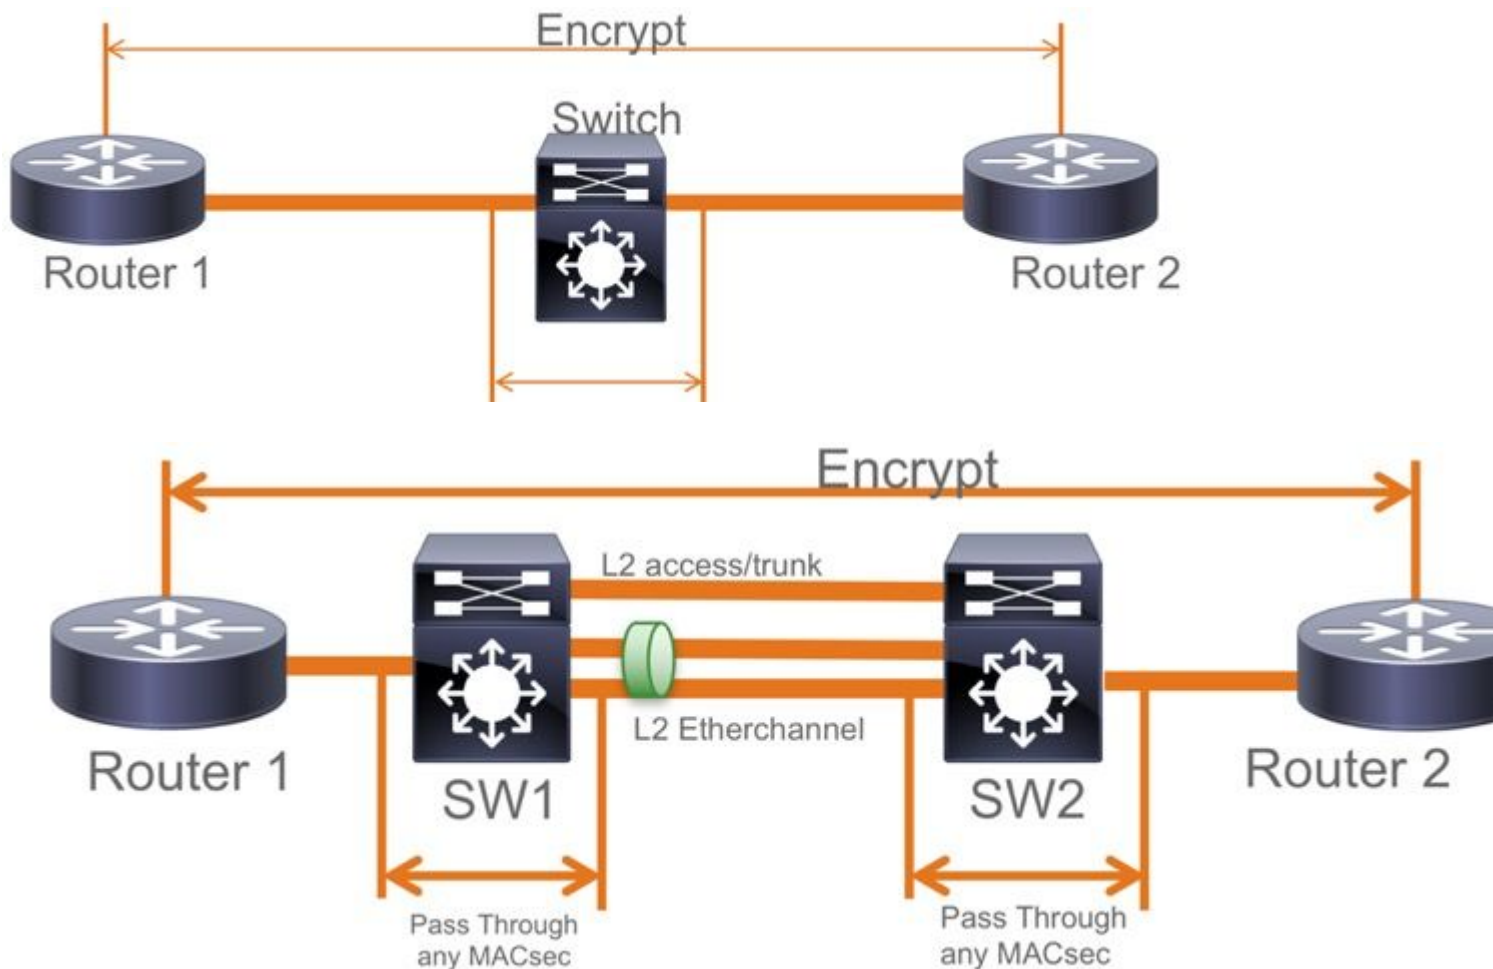 Encrypt
Switch
Router 1
Router 2
Encrypt
L2 access/trunk
L2 Etherchannel
Router 1
SW1
SW2
Router 2
Pass Through
any MACsec
Pass Through
any MACsec